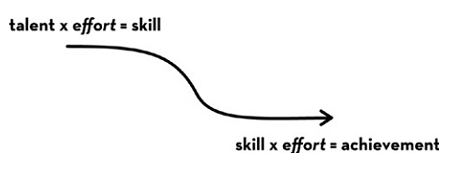 talent x effort = skill
skill x effort = achievement